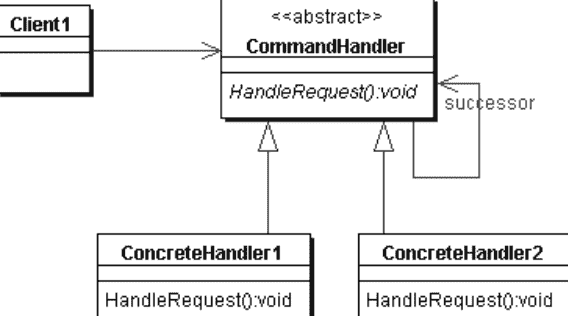 Client1
<<abstract>>
CommandHandler
HandleRequest():void
successor
ConcreteHandler1
HandleRequest():void
ConcreteHandler2
HandleRequest():void